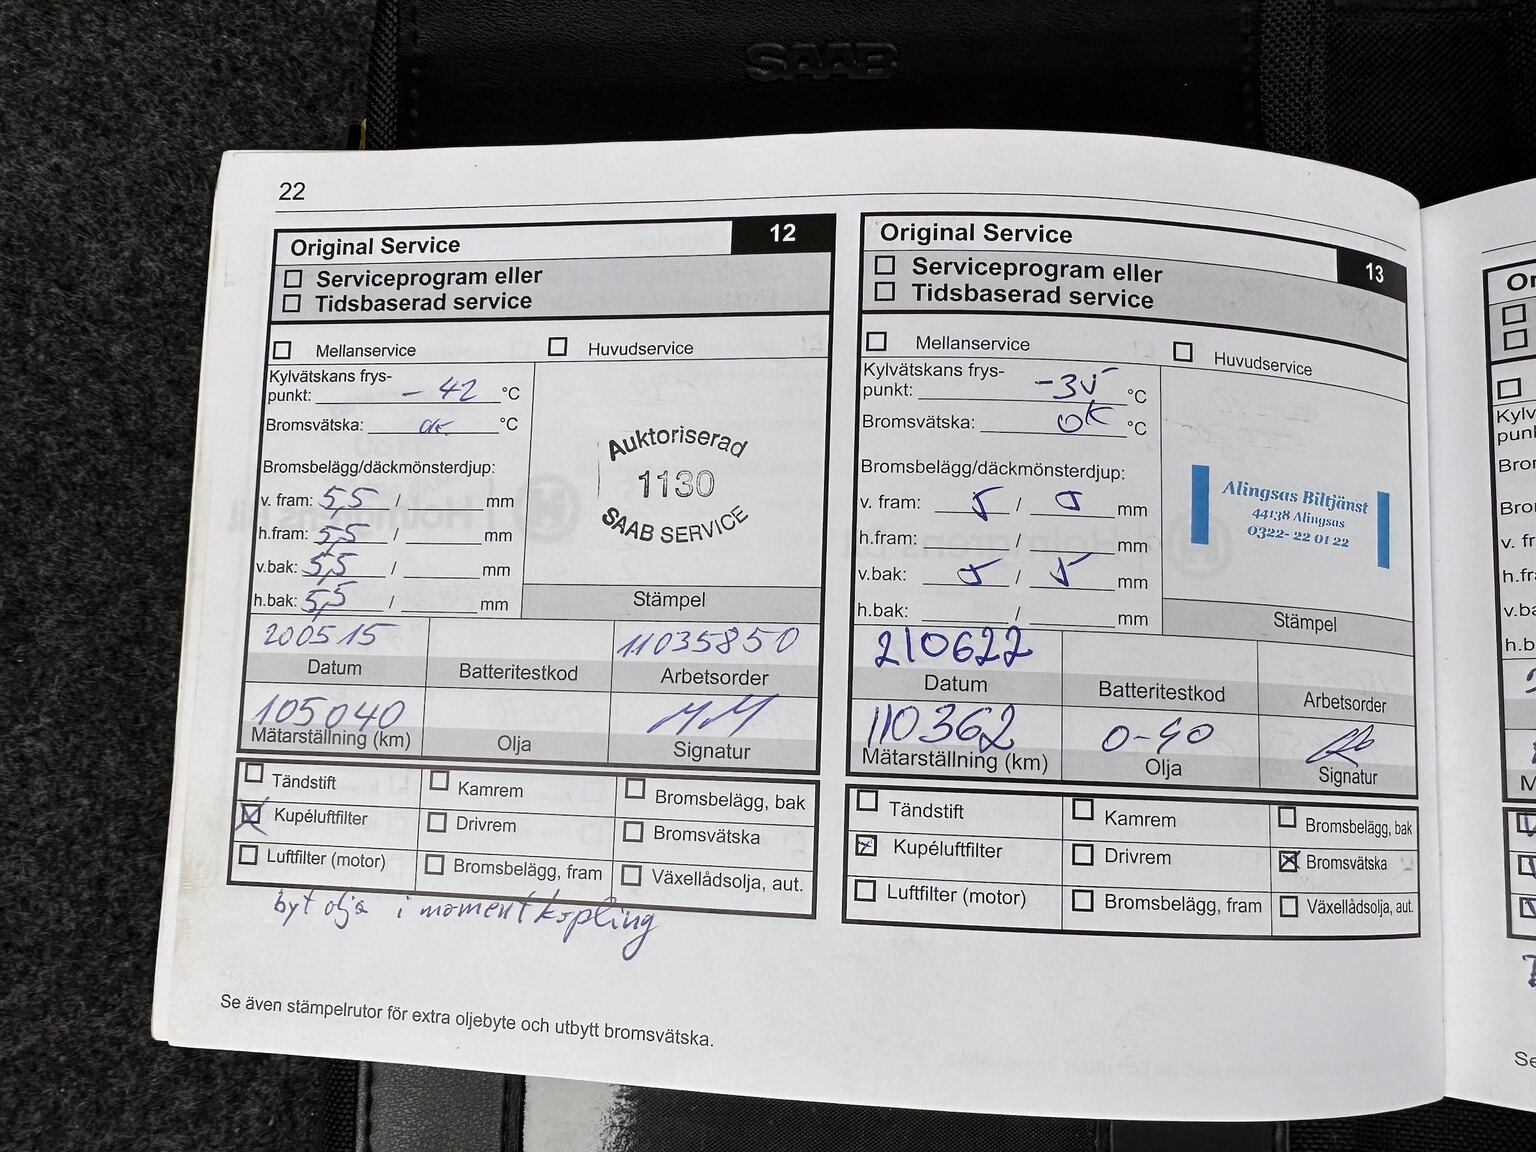 SAAB
22
Original Service 12
Serviceprogram eller
Tidsbaserad service
Mellanservice Huvudservice
Kylvätskans frys-
punkt: - 42 °C
Bromsvätska: ok °C
Bromsbelägg/däckmönsterdjup:
v. fram: 5,5 / mm
h.fram: 5,5 / mm
v.bak: 5,5 / mm
h.bak: 5,5 / mm
Auktoriserad
1130
SAAB SERVICE
Stämpel
200515 11035850
Datum Batteritestkod Arbetsorder
105040
Mätarställning (km) Olja Signatur
Tändstift Kamrem Bromsbelägg, bak
Kupéluftfilter Drivrem Bromsvätska
Luftfilter (motor) Bromsbelägg, fram Växellådsolja, aut.
byt olja i momentkopling
Original Service 13
Serviceprogram eller
Tidsbaserad service
Mellanservice Huvudservice
Kylvätskans frys-
punkt: -35 °C
Bromsvätska: OK °C
Bromsbelägg/däckmönsterdjup:
v. fram: 5 / 5 mm
h.fram: / mm
v.bak: 5 / 5 mm
h.bak: / mm
Alingsas Biltjänst
44138 Alingsas
0322- 22 01 22
Stämpel
210622
Datum Batteritestkod Arbetsorder
110362 0-40
Mätarställning (km) Olja Signatur
Tändstift Kamrem Bromsbelägg, bak
Kupéluftfilter Drivrem Bromsvätska
Luftfilter (motor) Bromsbelägg, fram Växellådsolja, aut.
Se även stämpelrutor för extra oljebyte och utbytt bromsvätska.